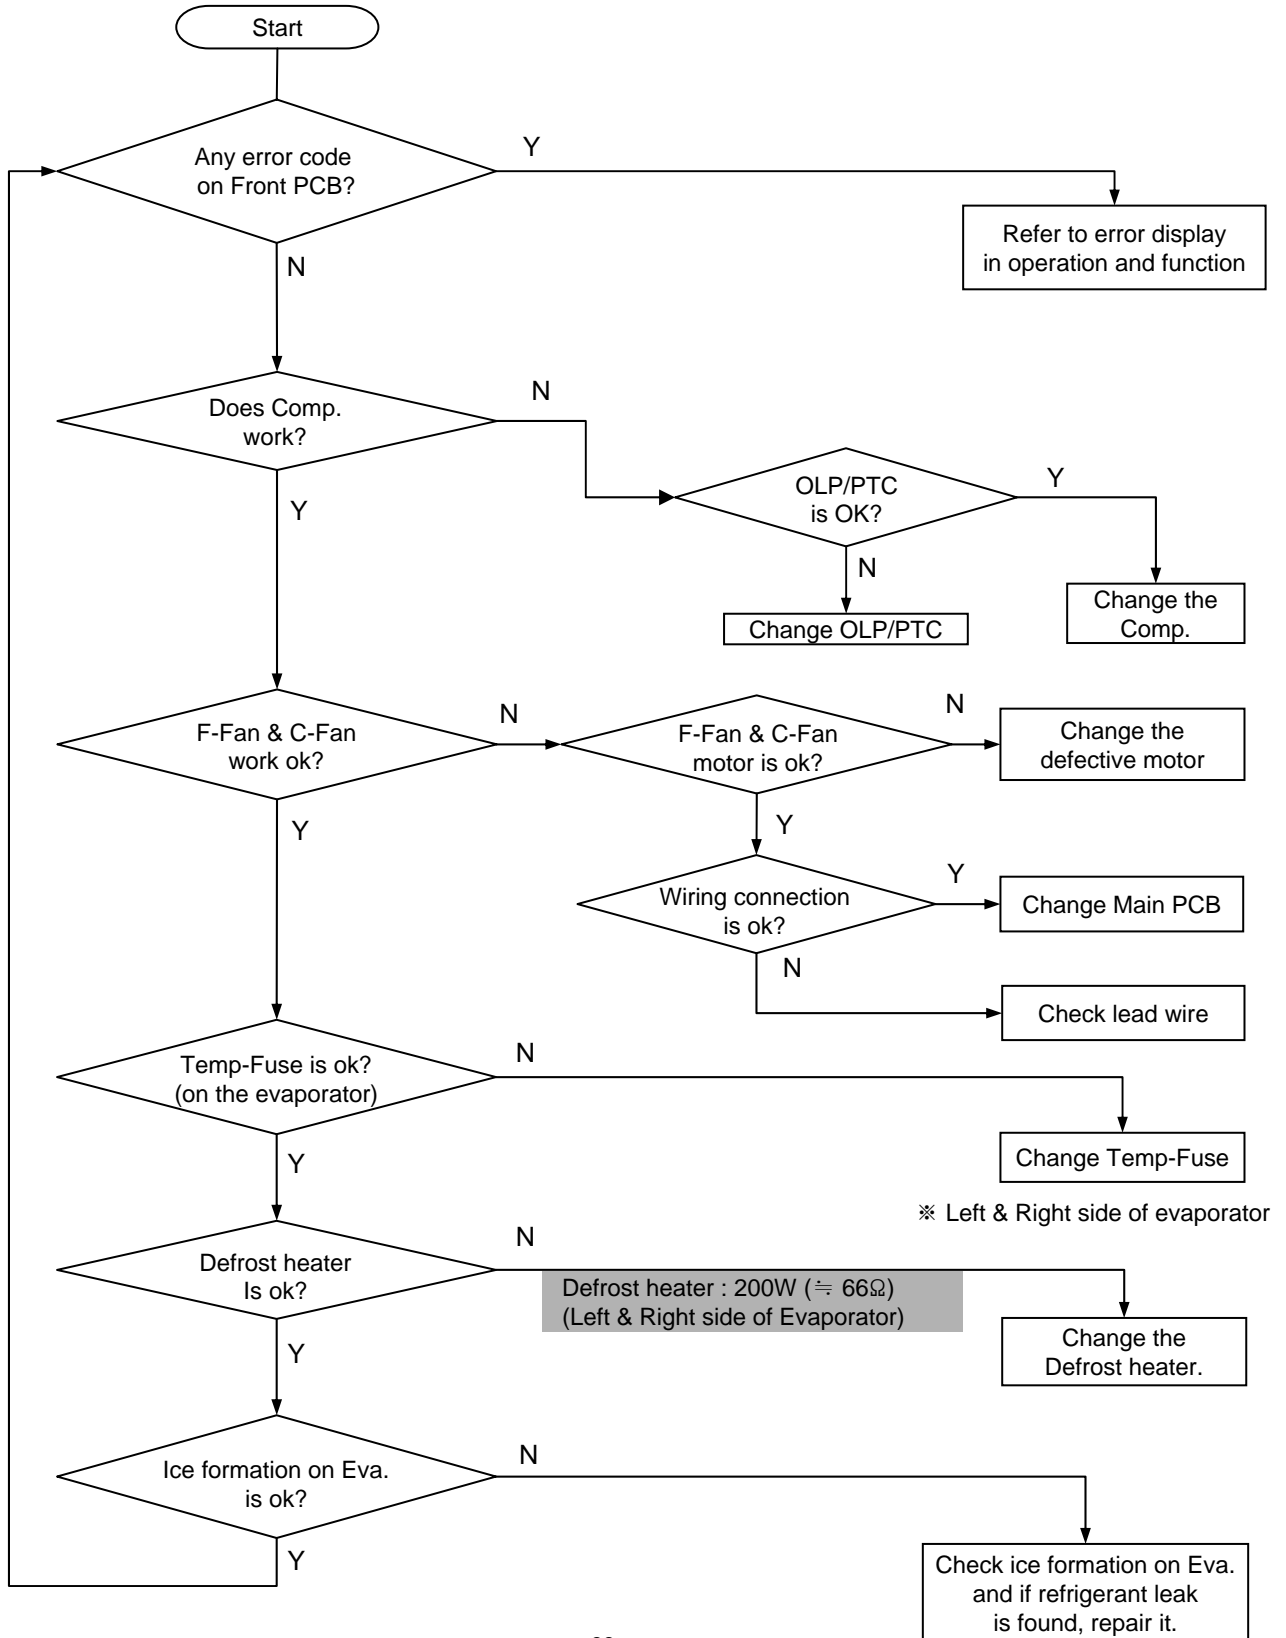 Start
Any error code
on Front PCB?
Y
Refer to error display
in operation and function
N
Does Comp.
work?
N
Y
OLP/PTC
is OK?
Y
N
Change OLP/PTC
Change the
Comp.
F-Fan & C-Fan
work ok?
N
F-Fan & C-Fan
motor is ok?
N
Change the
defective motor
Y
Y
Wiring connection
is ok?
Y
Change Main PCB
N
Check lead wire
Temp-Fuse is ok?
(on the evaporator)
N
Change Temp-Fuse
※ Left & Right side of evaporator
Y
Defrost heater
Is ok?
N
Defrost heater : 200W (≒ 66Ω)
(Left & Right side of Evaporator)
Change the
Defrost heater.
Y
Ice formation on Eva.
is ok?
N
Y
Check ice formation on Eva.
and if refrigerant leak
is found, repair it.